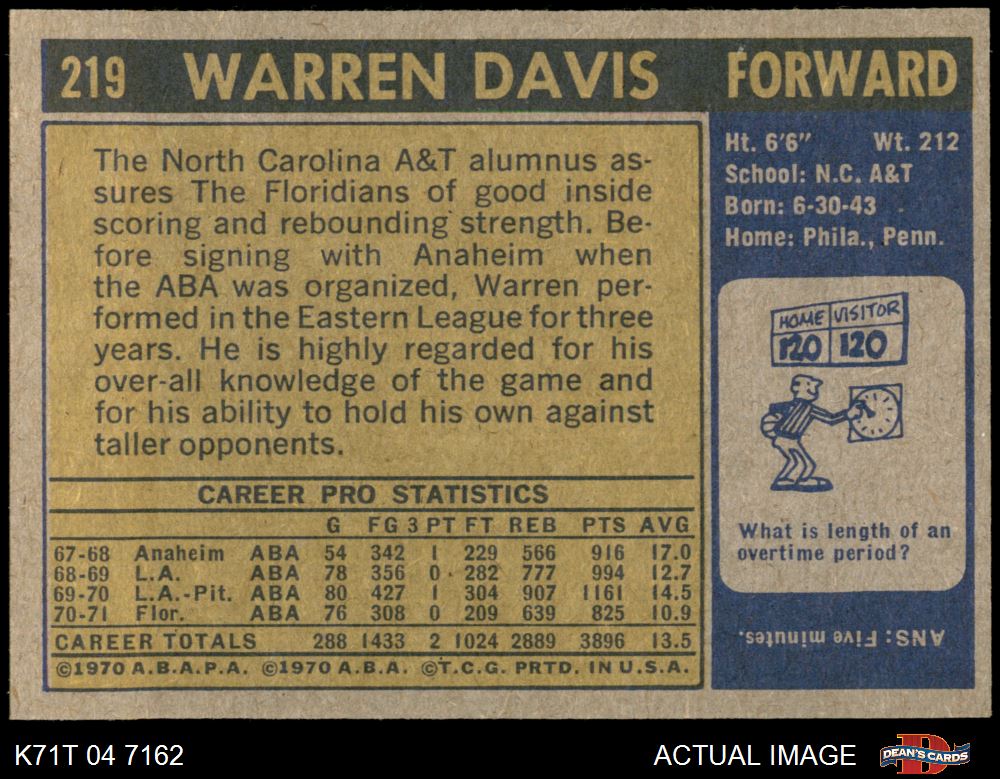 219 WARREN DAVIS FORWARD
The North Carolina A&T alumnus as-
sures The Floridians of good inside
scoring and rebounding strength. Be-
fore signing with Anaheim when
the ABA was organized, Warren per-
formed in the Eastern League for three
years. He is highly regarded for his
over-all knowledge of the game and
for his ability to hold his own against
taller opponents.
CAREER PRO STATISTICS
G FG 3 PT FT REB PTS AVG
67-68 Anaheim ABA 54 342 1 229 566 916 17.0
68-69 L.A. ABA 78 356 0 282 777 994 12.7
69-70 L.A.-Pit. ABA 80 427 1 304 907 1161 14.5
70-71 Flor. ABA 76 308 0 209 639 825 10.9
CAREER TOTALS 288 1433 2 1024 2889 3896 13.5
©1970 A.B.A.P.A. ©1970 A.B.A. ©T.C.G. PRTD. IN U.S.A.
Ht. 6'6" Wt. 212
School: N.C. A&T
Born: 6-30-43
Home: Phila., Penn.
HOME VISITOR
120 120
What is length of an
overtime period?
ANS: Five minutes.
K71T 04 7162 ACTUAL IMAGE
D
DEAN'S CARDS